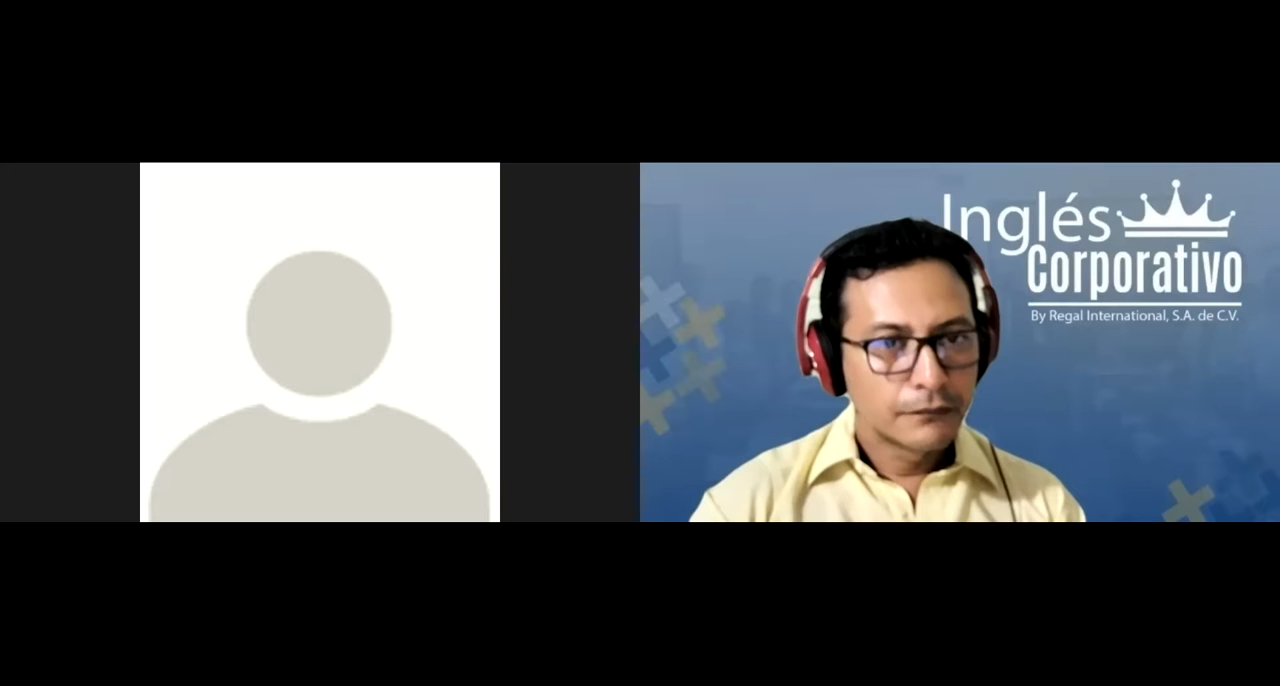 Inglés
Corporativo
By Regal International, S.A. de C.V.